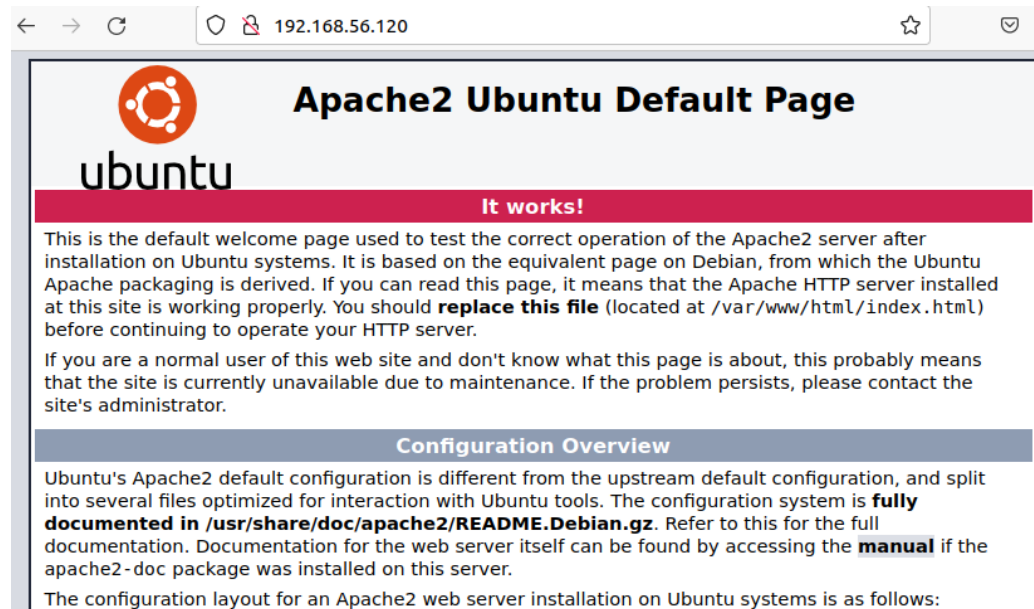 192.168.56.120
Apache2 Ubuntu Default Page
ubuntu
It works!
This is the default welcome page used to test the correct operation of the Apache2 server after
installation on Ubuntu systems. It is based on the equivalent page on Debian, from which the Ubuntu
Apache packaging is derived. If you can read this page, it means that the Apache HTTP server installed
at this site is working properly. You should replace this file (located at /var/www/html/index.html)
before continuing to operate your HTTP server.
If you are a normal user of this web site and don't know what this page is about, this probably means
that the site is currently unavailable due to maintenance. If the problem persists, please contact the
site's administrator.
Configuration Overview
Ubuntu's Apache2 default configuration is different from the upstream default configuration, and split
into several files optimized for interaction with Ubuntu tools. The configuration system is fully
documented in /usr/share/doc/apache2/README.Debian.gz. Refer to this for the full
documentation. Documentation for the web server itself can be found by accessing the manual if the
apache2-doc package was installed on this server.
The configuration layout for an Apache2 web server installation on Ubuntu systems is as follows: